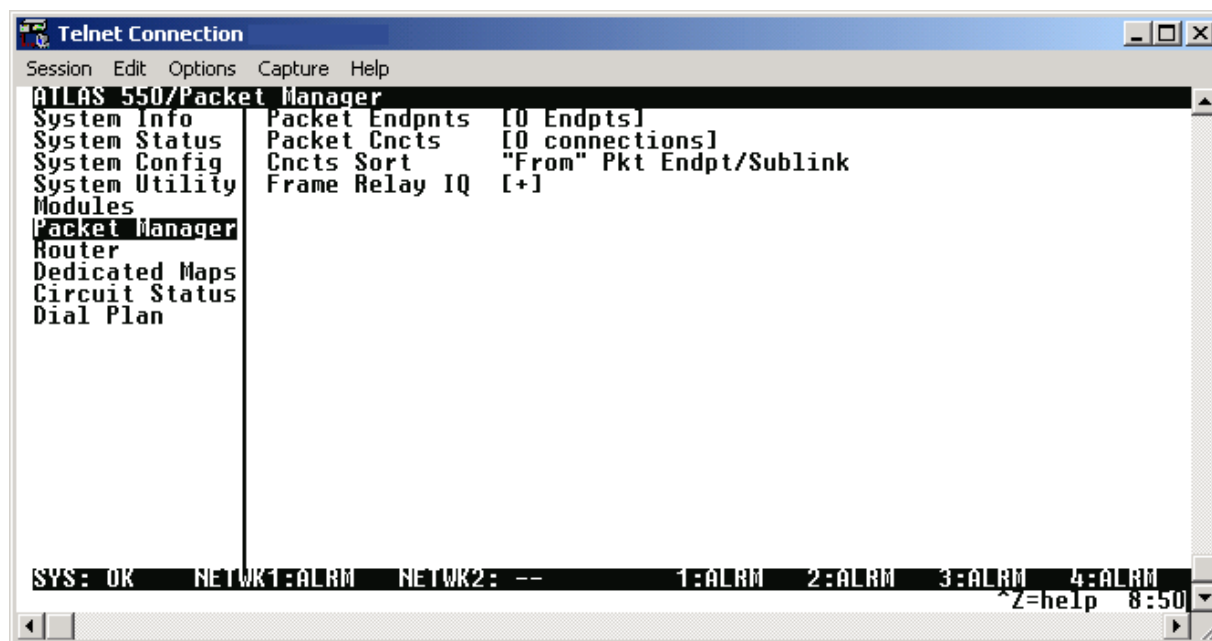 Telnet Connection
Session Edit Options Capture Help
ATLAS 550/Packet Manager
System Info Packet Endpnts [0 Endpts]
System Status Packet Cncts [0 connections]
System Config Cncts Sort "From" Pkt Endpt/Sublink
System Utility Frame Relay IQ [+]
Modules
Packet Manager
Router
Dedicated Maps
Circuit Status
Dial Plan
SYS: OK NETWK1:ALRM NETWK2: -- 1:ALRM 2:ALRM 3:ALRM 4:ALRM
^Z=help 8:50